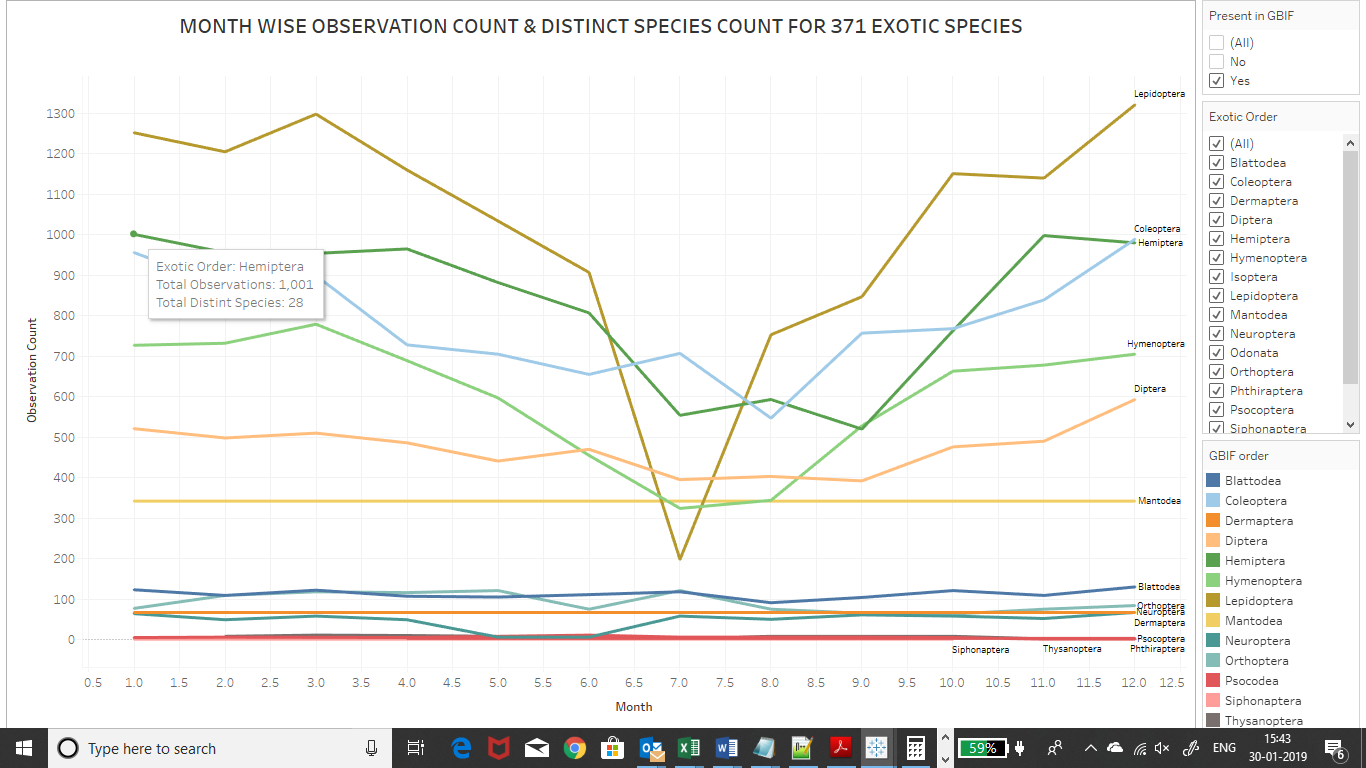 MONTH WISE OBSERVATION COUNT & DISTINCT SPECIES COUNT FOR 371 EXOTIC SPECIES
Observation Count
1300
1200
1100
1000
900
800
700
600
500
400
300
200
100
0
Exotic Order: Hemiptera
Total Observations: 1,001
Total Distint Species: 28
Lepidoptera
Coleoptera
Hemiptera
Hymenoptera
Diptera
Mantodea
Blattodea
Orthoptera
Neuroptera
Dermaptera
Psocoptera
Siphonaptera Thysanoptera Phthiraptera
0.5 1.0 1.5 2.0 2.5 3.0 3.5 4.0 4.5 5.0 5.5 6.0 6.5 7.0 7.5 8.0 8.5 9.0 9.5 10.0 10.5 11.0 11.5 12.0 12.5
Month
Present in GBIF
(All)
No
Yes
Exotic Order
(All)
Blattodea
Coleoptera
Dermaptera
Diptera
Hemiptera
Hymenoptera
Isoptera
Lepidoptera
Mantodea
Neuroptera
Odonata
Orthoptera
Phthiraptera
Psocoptera
Siphonaptera
GBIF order
Blattodea
Coleoptera
Dermaptera
Diptera
Hemiptera
Hymenoptera
Lepidoptera
Mantodea
Neuroptera
Orthoptera
Psocodea
Siphonaptera
Thysanoptera
Type here to search
59%
ENG
15:43
30-01-2019
6